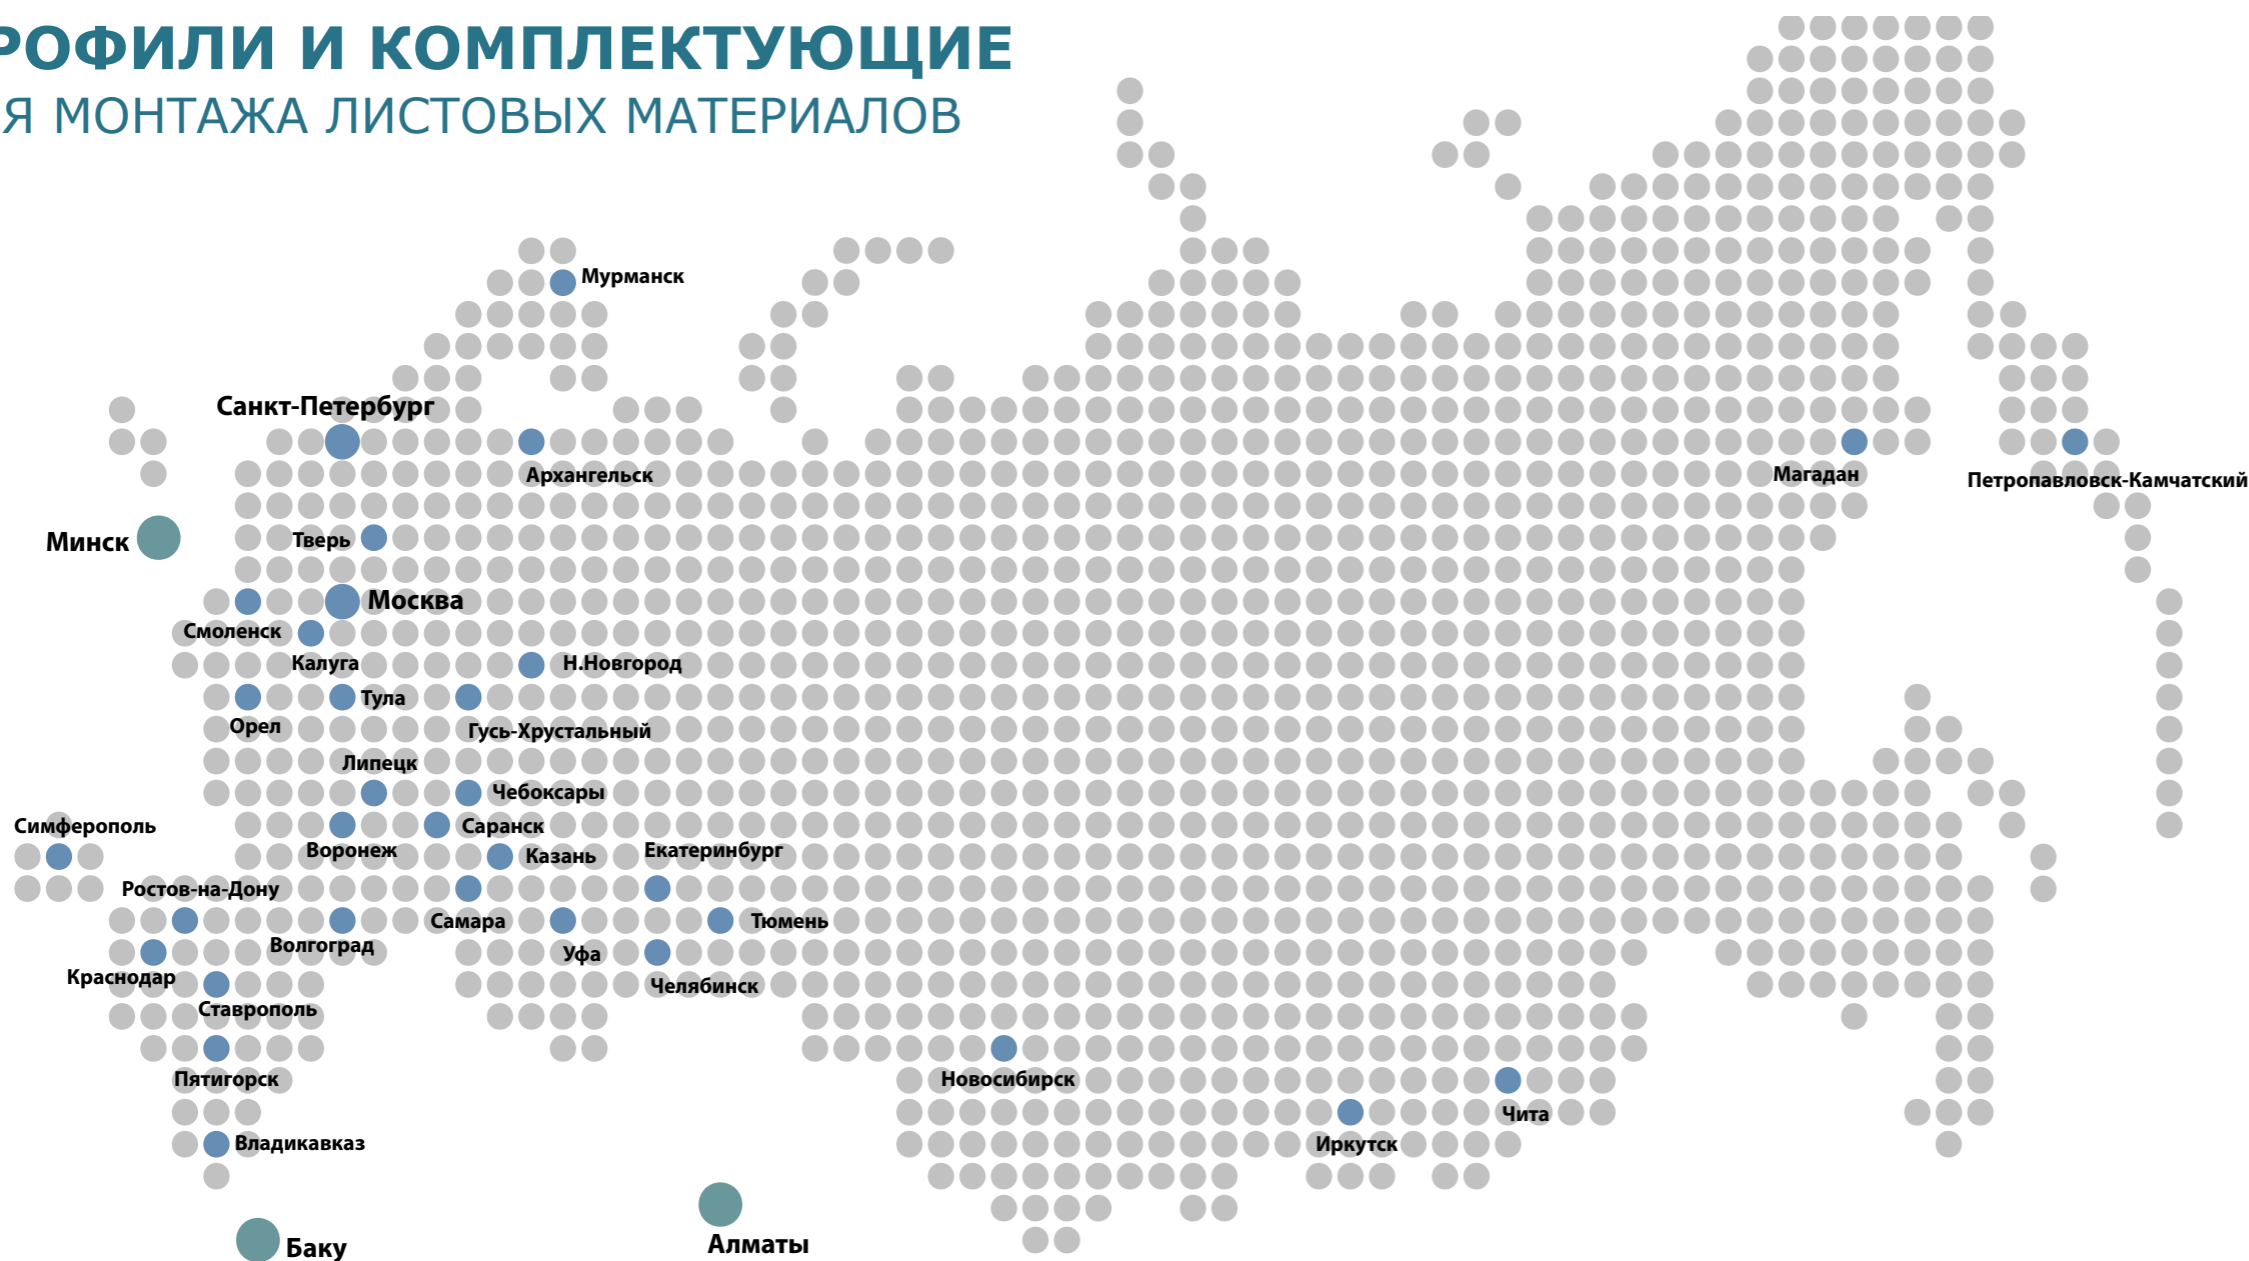 РОФИЛИ И КОМПЛЕКТУЮЩИЕ
Я МОНТАЖА ЛИСТОВЫХ МАТЕРИАЛОВ
Мурманск
Санкт-Петербург
Архангельск
Магадан
Петропавловск-Камчатский
Минск
Тверь
Москва
Смоленск
Калуга
Н.Новгород
Тула
Орел
Гусь-Хрустальный
Липецк
Чебоксары
Симферополь
Саранск
Воронеж
Казань
Екатеринбург
Ростов-на-Дону
Самара
Тюмень
Волгоград
Уфа
Краснодар
Челябинск
Ставрополь
Пятигорск
Новосибирск
Чита
Владикавказ
Иркутск
Баку
Алматы